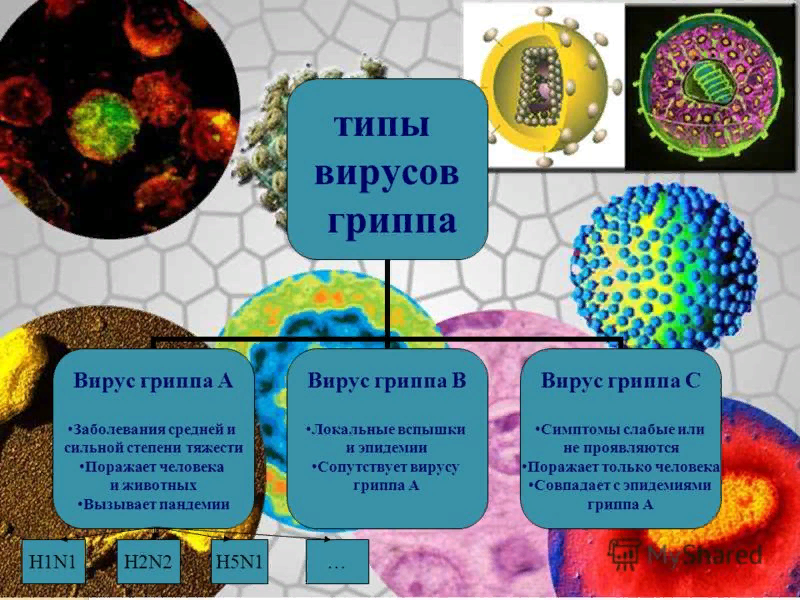 типы
вирусов
гриппа
Вирус гриппа А
•Заболевания средней и
сильной степени тяжести
•Поражает человека
и животных
•Вызывает пандемии
Вирус гриппа В
•Локальные вспышки
и эпидемии
•Сопутствует вирусу
гриппа А
Вирус гриппа С
•Симптомы слабые или
не проявляются
•Поражает только человека
•Совпадает с эпидемиями
гриппа А
H1N1
H2N2
H5N1
…
MyShared